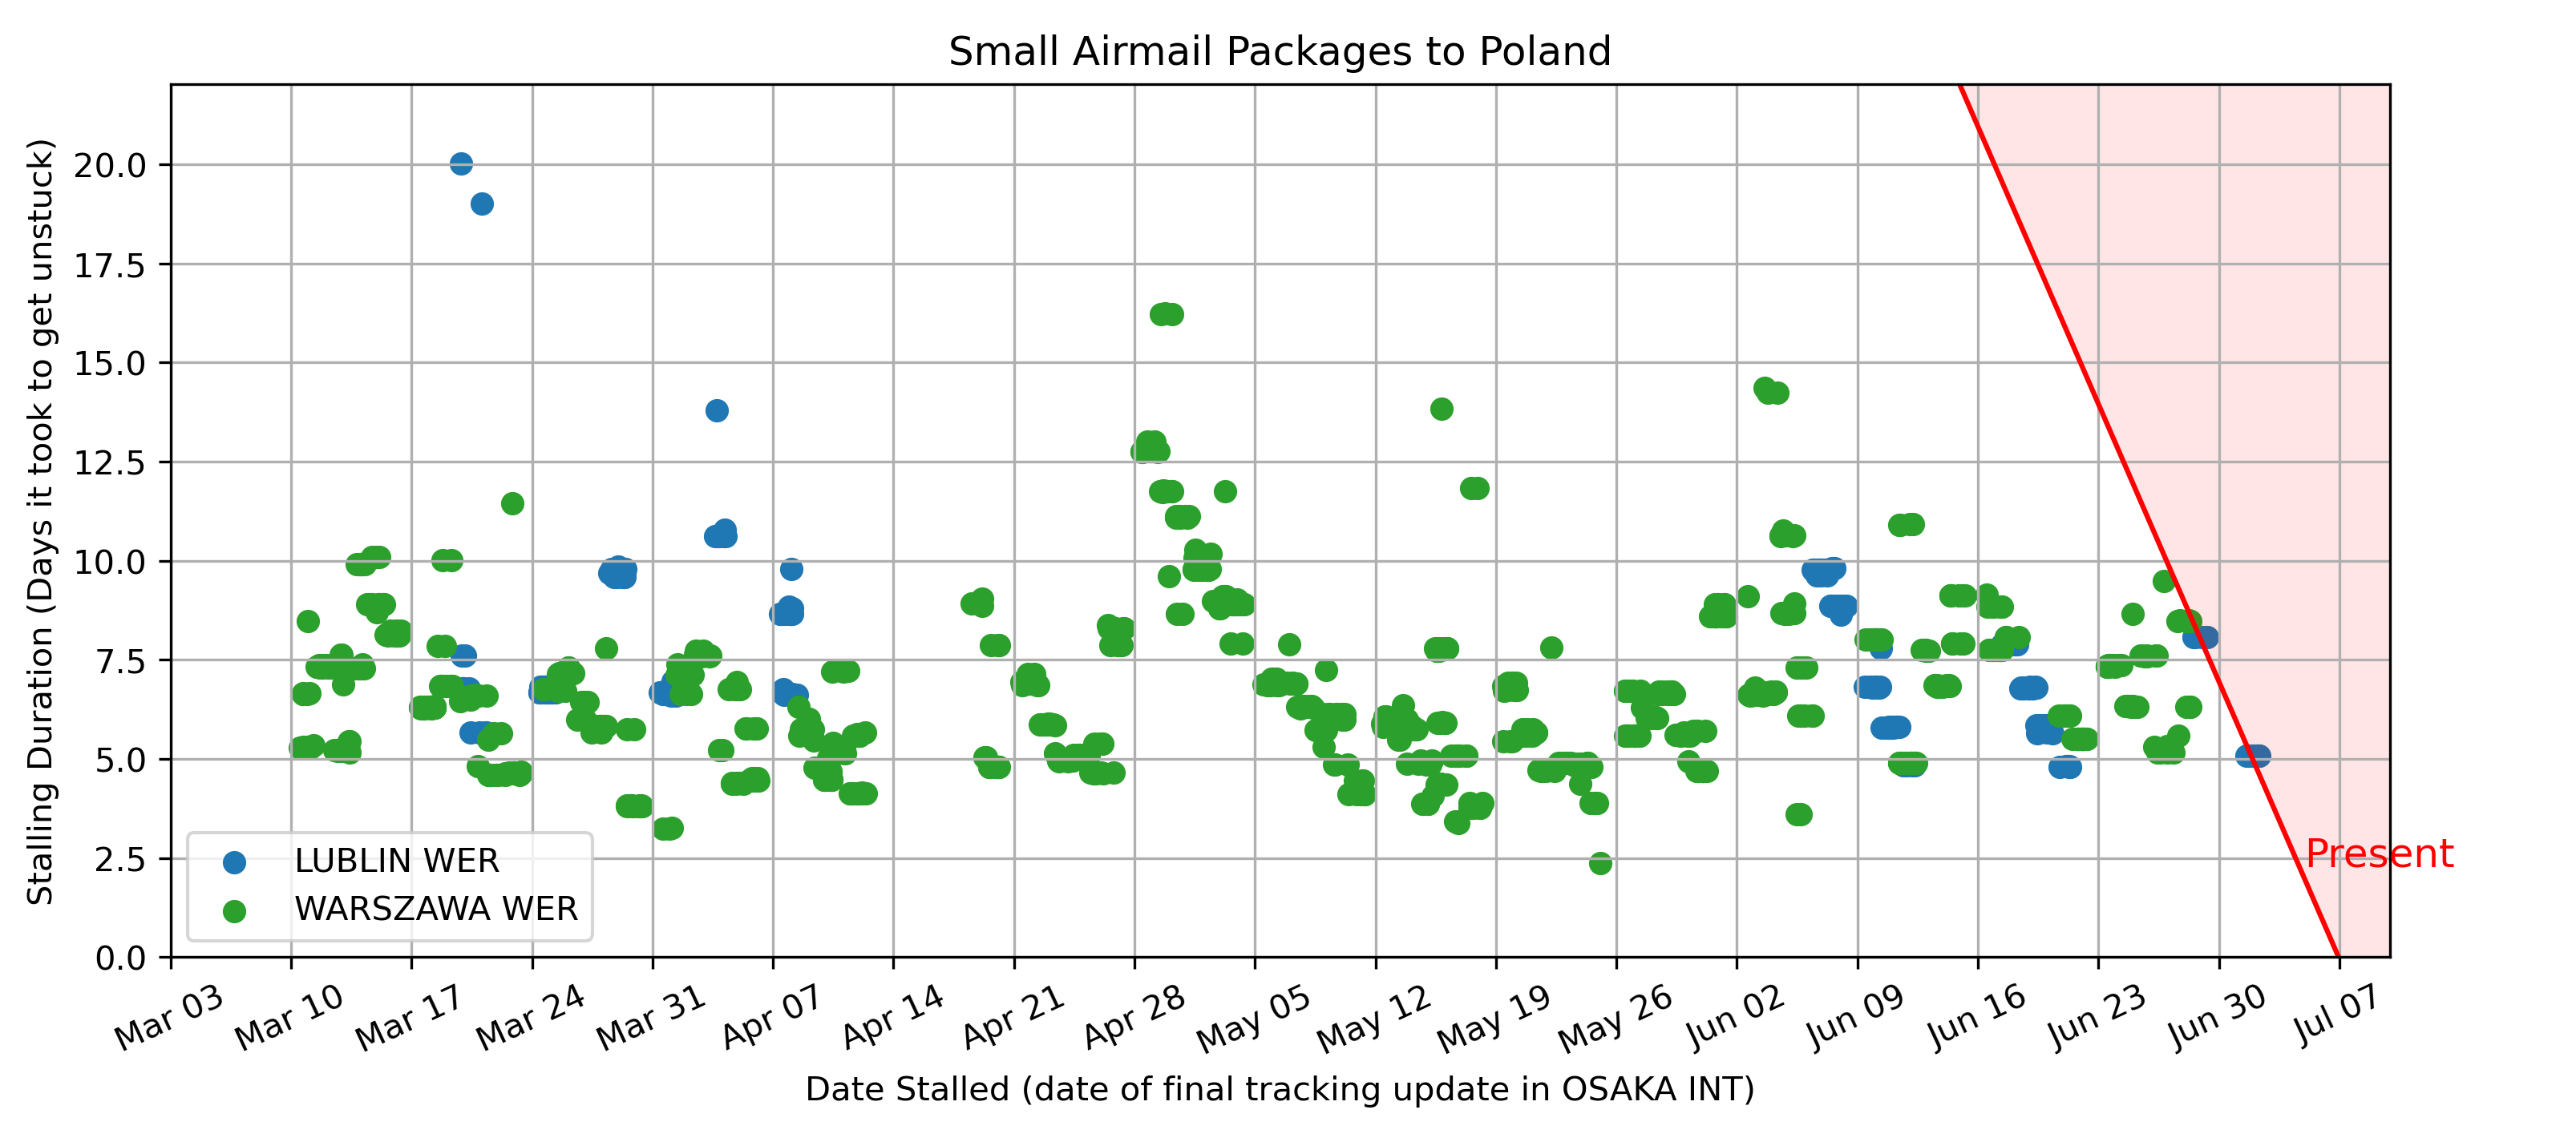 Small Airmail Packages to Poland
Stalling Duration (Days it took to get unstuck)
20.0
17.5
15.0
12.5
10.0
7.5
5.0
2.5
0.0
LUBLIN WER
WARSZAWA WER
Present
Mar 03
Mar 10
Mar 17
Mar 24
Mar 31
Apr 07
Apr 14
Apr 21
Apr 28
May 05
May 12
May 19
May 26
Jun 02
Jun 09
Jun 16
Jun 23
Jun 30
Jul 07
Date Stalled (date of final tracking update in OSAKA INT)